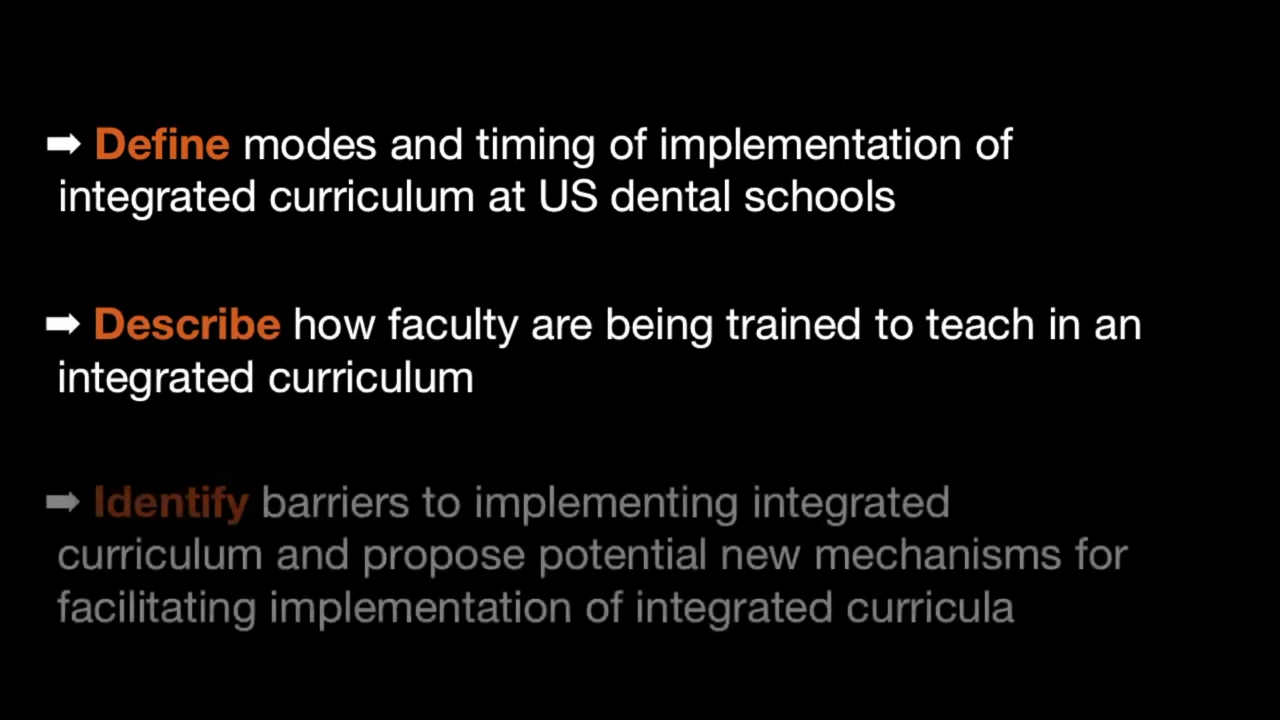 ➡ Define modes and timing of implementation of
integrated curriculum at US dental schools
➡ Describe how faculty are being trained to teach in an
integrated curriculum
➡ Identify barriers to implementing integrated
curriculum and propose potential new mechanisms for
facilitating implementation of integrated curricula